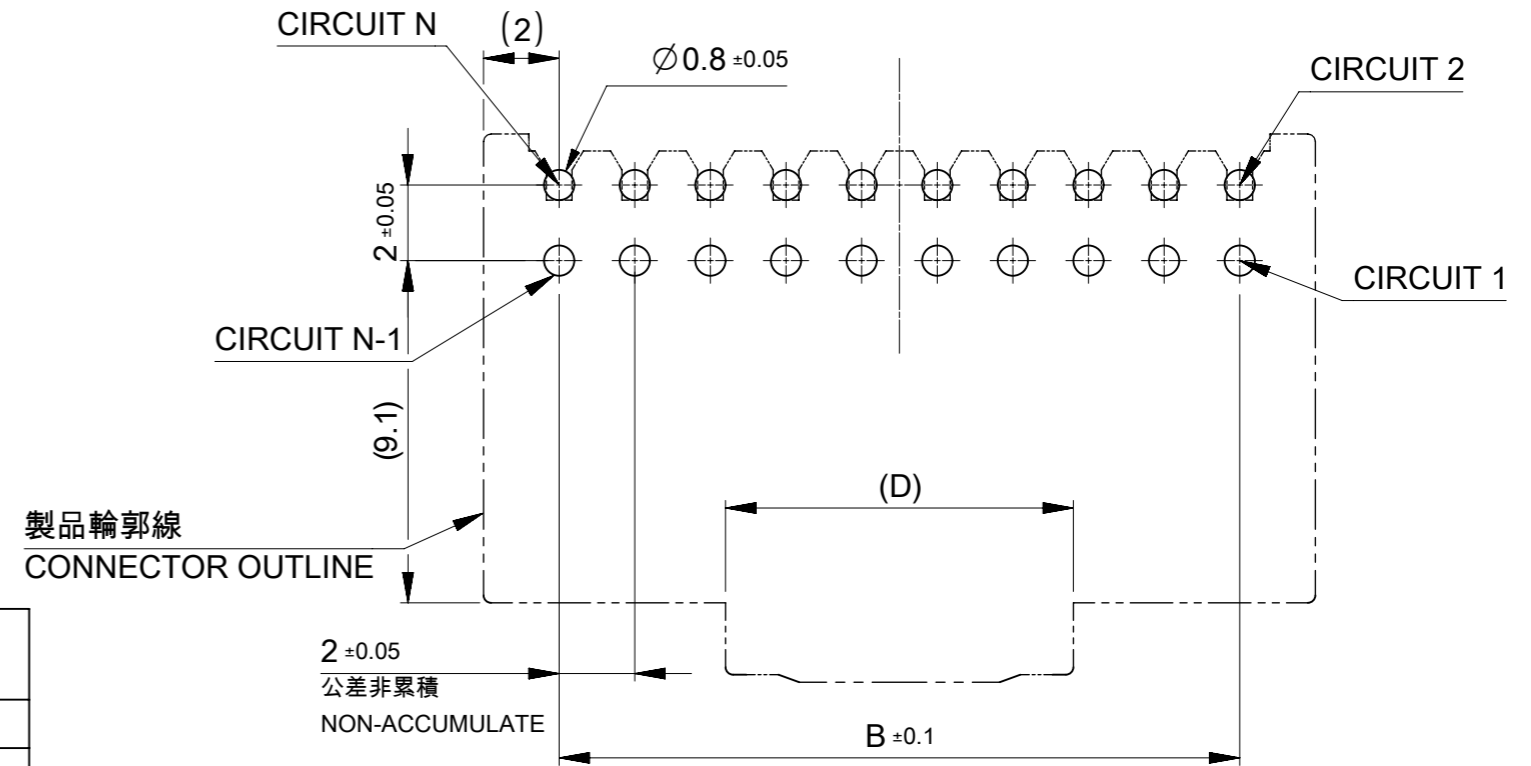 CIRCUIT N
(2)
Ø0.8 ±0.05
CIRCUIT 2
2 ±0.05
CIRCUIT 1
CIRCUIT N-1
(9.1)
(D)
製品輪郭線
CONNECTOR OUTLINE
2 ±0.05
公差非累積
NON-ACCUMULATE
B ±0.1